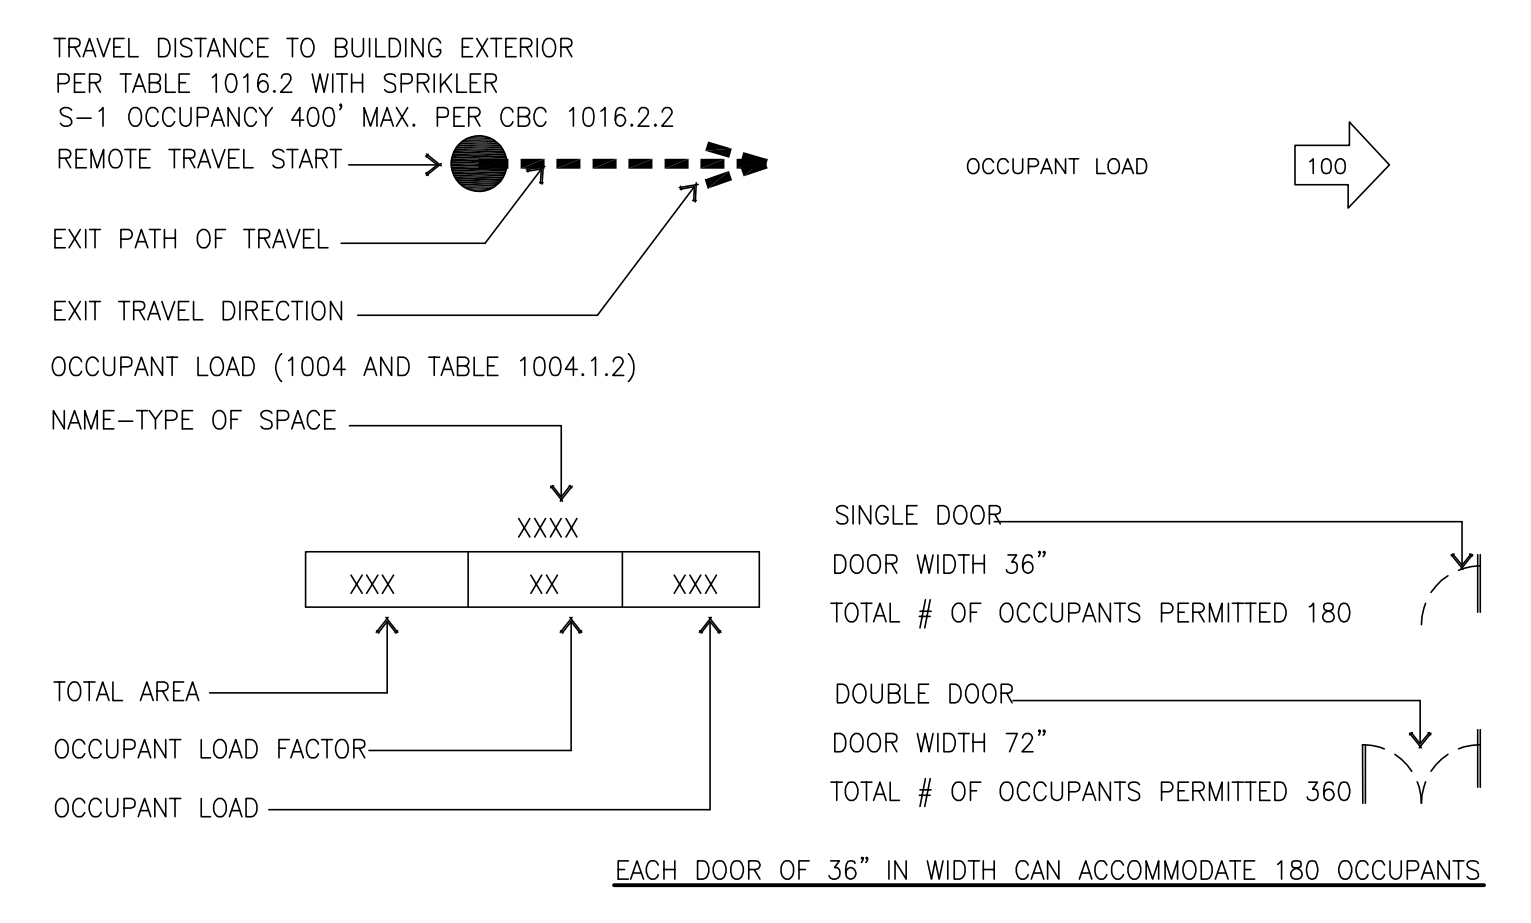 TRAVEL DISTANCE TO BUILDING EXTERIOR
PER TABLE 1016.2 WITH SPRIKLER
S-1 OCCUPANCY 400' MAX. PER CBC 1016.2.2
REMOTE TRAVEL START
OCCUPANT LOAD
100
EXIT PATH OF TRAVEL
EXIT TRAVEL DIRECTION
OCCUPANT LOAD (1004 AND TABLE 1004.1.2)
NAME-TYPE OF SPACE
XXXX
XXX
XX
XXX
TOTAL AREA
OCCUPANT LOAD FACTOR
OCCUPANT LOAD
SINGLE DOOR
DOOR WIDTH 36"
TOTAL # OF OCCUPANTS PERMITTED 180
DOUBLE DOOR
DOOR WIDTH 72"
TOTAL # OF OCCUPANTS PERMITTED 360
EACH DOOR OF 36" IN WIDTH CAN ACCOMMODATE 180 OCCUPANTS